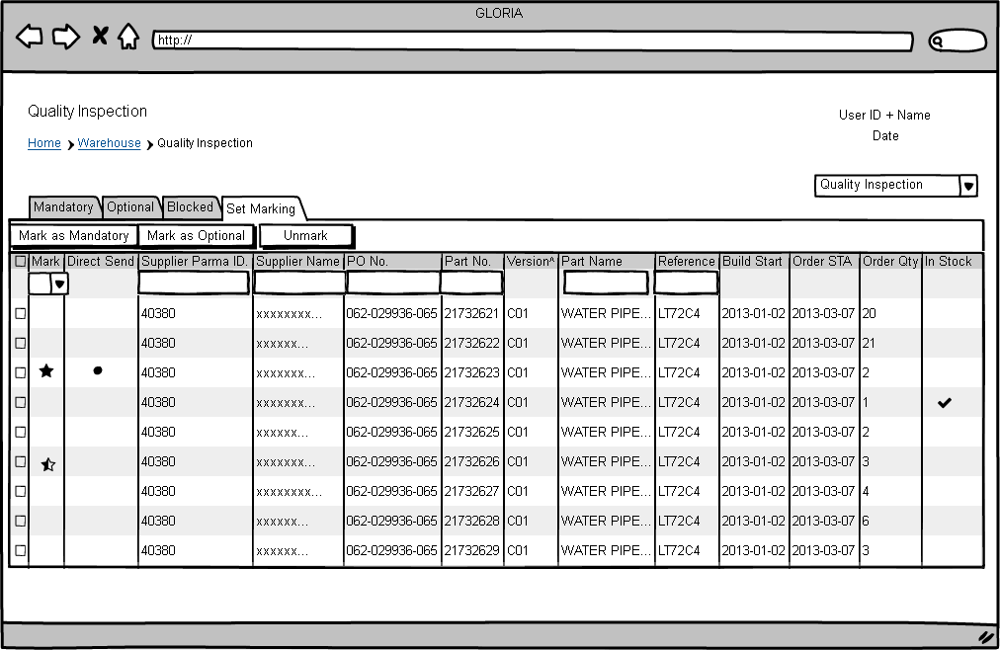 GLORIA
http://
Quality Inspection
User ID + Name
Home Warehouse Quality Inspection
Date
Quality Inspection
Mandatory Optional Blocked Set Marking
Mark as Mandatory Mark as Optional Unmark
Mark Direct Send Supplier Parma ID. Supplier Name PO No. Part No. Version^ Part Name Reference Build Start Order STA Order Qty In Stock
40380 xxxxxxxx... 062-029936-065 21732621 C01 WATER PIPE... LT72C4 2013-01-02 2013-03-07 20
40380 xxxxxx... 062-029936-065 21732622 C01 WATER PIPE... LT72C4 2013-01-02 2013-03-07 21
40380 xxxxxxx... 062-029936-065 21732623 C01 WATER PIPE... LT72C4 2013-01-02 2013-03-07 2
40380 xxxxxxx... 062-029936-065 21732624 C01 WATER PIPE... LT72C4 2013-01-02 2013-03-07 1
40380 xxxxxx... 062-029936-065 21732625 C01 WATER PIPE... LT72C4 2013-01-02 2013-03-07 2
40380 xxxxxxx... 062-029936-065 21732626 C01 WATER PIPE... LT72C4 2013-01-02 2013-03-07 3
40380 xxxxxxxx... 062-029936-065 21732627 C01 WATER PIPE... LT72C4 2013-01-02 2013-03-07 4
40380 xxxxxx... 062-029936-065 21732628 C01 WATER PIPE... LT72C4 2013-01-02 2013-03-07 6
40380 xxxxxx... 062-029936-065 21732629 C01 WATER PIPE... LT72C4 2013-01-02 2013-03-07 3